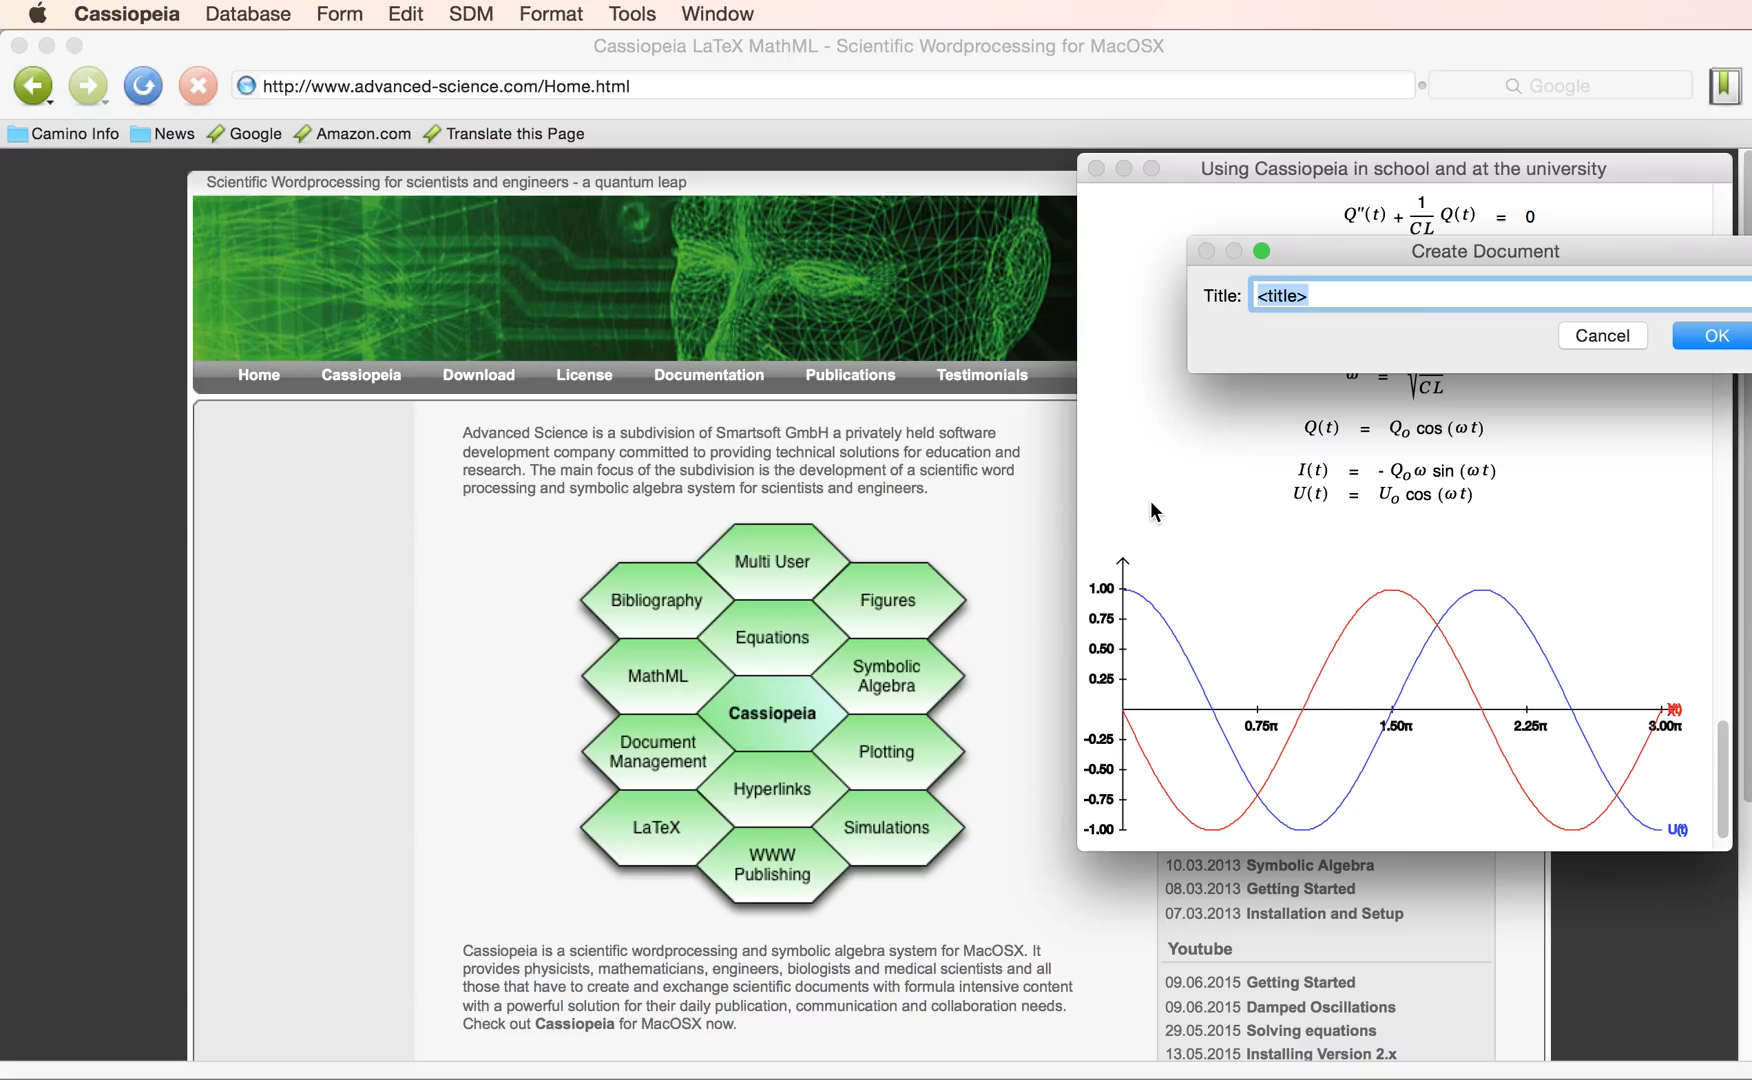 Cassiopeia Database Form Edit SDM Format Tools Window
Cassiopeia LaTeX MathML - Scientific Wordprocessing for MacOSX
http://www.advanced-science.com/Home.html
Google
Camino Info News Google Amazon.com Translate this Page
Scientific Wordprocessing for scientists and engineers - a quantum leap
Home Cassiopeia Download License Documentation Publications Testimonials
Advanced Science is a subdivision of Smartsoft GmbH a privately held software
development company committed to providing technical solutions for education and
research. The main focus of the subdivision is the development of a scientific word
processing and symbolic algebra system for scientists and engineers.
Multi User
Bibliography
Figures
Equations
MathML
Symbolic
Algebra
Cassiopeia
Document
Management
Plotting
Hyperlinks
LaTeX
Simulations
WWW
Publishing
Cassiopeia is a scientific wordprocessing and symbolic algebra system for MacOSX. It
provides physicists, mathematicians, engineers, biologists and medical scientists and all
those that have to create and exchange scientific documents with formula intensive content
with a powerful solution for their daily publication, communication and collaboration needs.
Check out Cassiopeia for MacOSX now.
Using Cassiopeia in school and at the university
Q"(t) + 1/CL Q(t) = 0
Create Document
Title: <title>
Cancel OK
ω = √CL
Q(t) = Qo cos (ωt)
I(t) = - Qo ω sin (ωt)
U(t) = Uo cos (ωt)
1.00
0.75
0.50
0.25
-0.25
-0.50
-0.75
-1.00
0.75π 1.50π 2.25π 3.00π
U(t)
10.03.2013 Symbolic Algebra
08.03.2013 Getting Started
07.03.2013 Installation and Setup
Youtube
09.06.2015 Getting Started
09.06.2015 Damped Oscillations
29.05.2015 Solving equations
13.05.2015 Installing Version 2.x